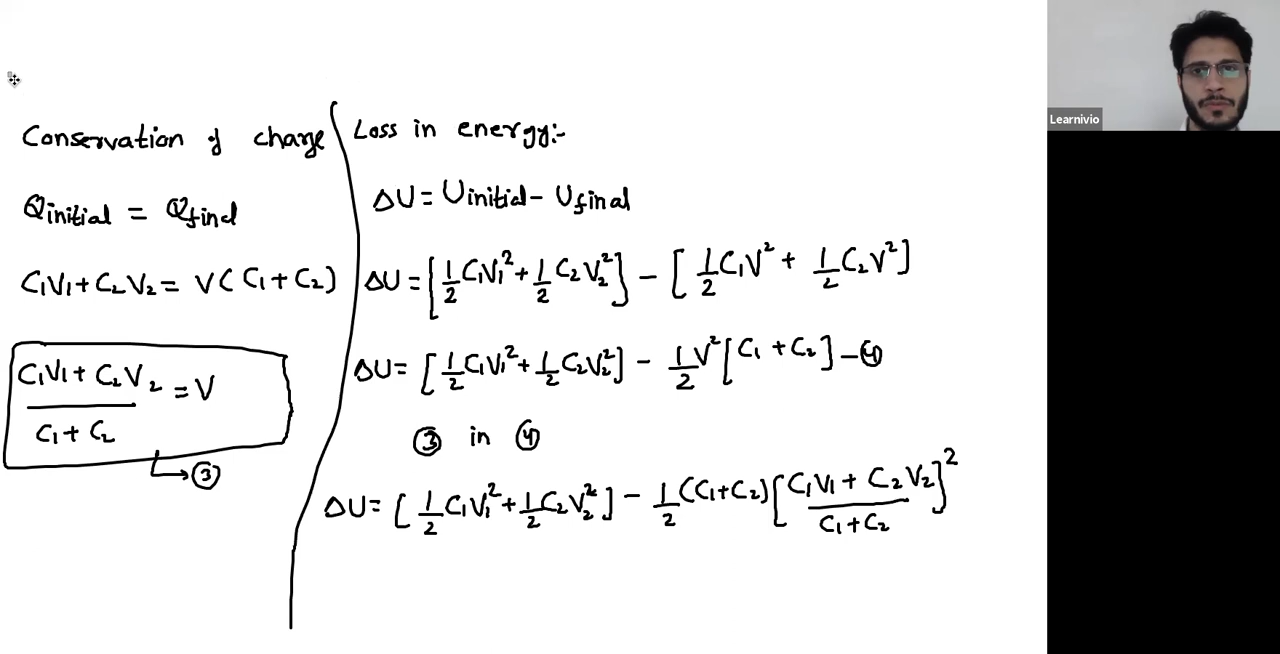 Conservation of charge
Qinitial = Qfinal
C₁V₁ + C₂V₂ = V(C₁ + C₂)
C₁V₁ + C₂V₂ / C₁ + C₂ = V
→ ③
Loss in energy:-
ΔU = Uinitial - Ufinal
ΔU = [1/2 C₁V₁² + 1/2 C₂V₂²] - [1/2 C₁V² + 1/2 C₂V²]
ΔU = [1/2 C₁V₁² + 1/2 C₂V₂²] - 1/2 V² [C₁ + C₂] - ④
③ in ④
ΔU = [1/2 C₁V₁² + 1/2 C₂V₂²] - 1/2 (C₁+C₂) [C₁V₁ + C₂V₂ / C₁+C₂]²
Learnivio